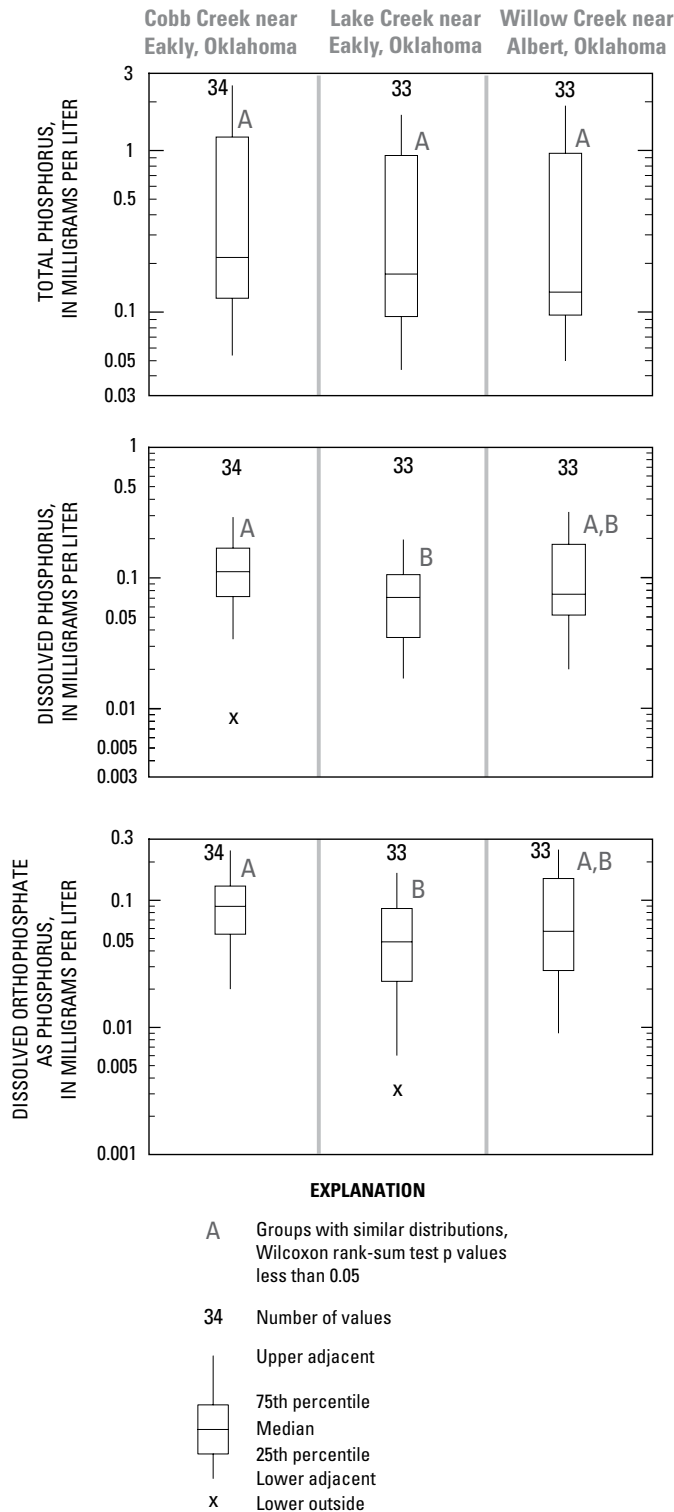 Cobb Creek near
Eakly, Oklahoma
Lake Creek near
Eakly, Oklahoma
Willow Creek near
Albert, Oklahoma
TOTAL PHOSPHORUS,
IN MILLIGRAMS PER LITER
3
1
0.5
0.1
0.05
0.03
34
A
33
A
33
A
DISSOLVED PHOSPHORUS,
IN MILLIGRAMS PER LITER
1
0.5
0.1
0.05
0.01
0.005
0.003
34
A
x
33
B
33
A,B
DISSOLVED ORTHOPHOSPHATE
AS PHOSPHORUS,
IN MILLIGRAMS PER LITER
0.3
0.1
0.05
0.01
0.005
0.001
34
A
33
B
x
33
A,B
EXPLANATION
A Groups with similar distributions,
Wilcoxon rank-sum test p values
less than 0.05
34 Number of values
Upper adjacent
75th percentile
Median
25th percentile
Lower adjacent
x Lower outside